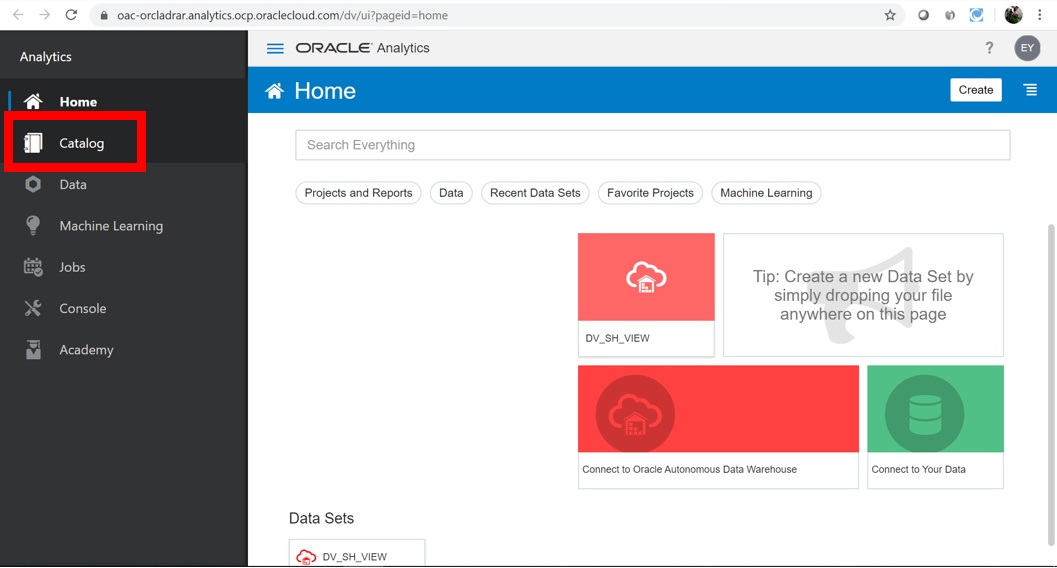 oac-orcladrar.analytics.ocp.oraclecloud.com/dv/ui?pageid=home
Analytics
ORACLE Analytics
?
EY
Home
Catalog
Data
Machine Learning
Jobs
Console
Academy
Home
Create
Search Everything
Projects and Reports
Data
Recent Data Sets
Favorite Projects
Machine Learning
DV_SH_VIEW
Tip: Create a new Data Set by
simply dropping your file
anywhere on this page
Connect to Oracle Autonomous Data Warehouse
Connect to Your Data
Data Sets
DV_SH_VIEW